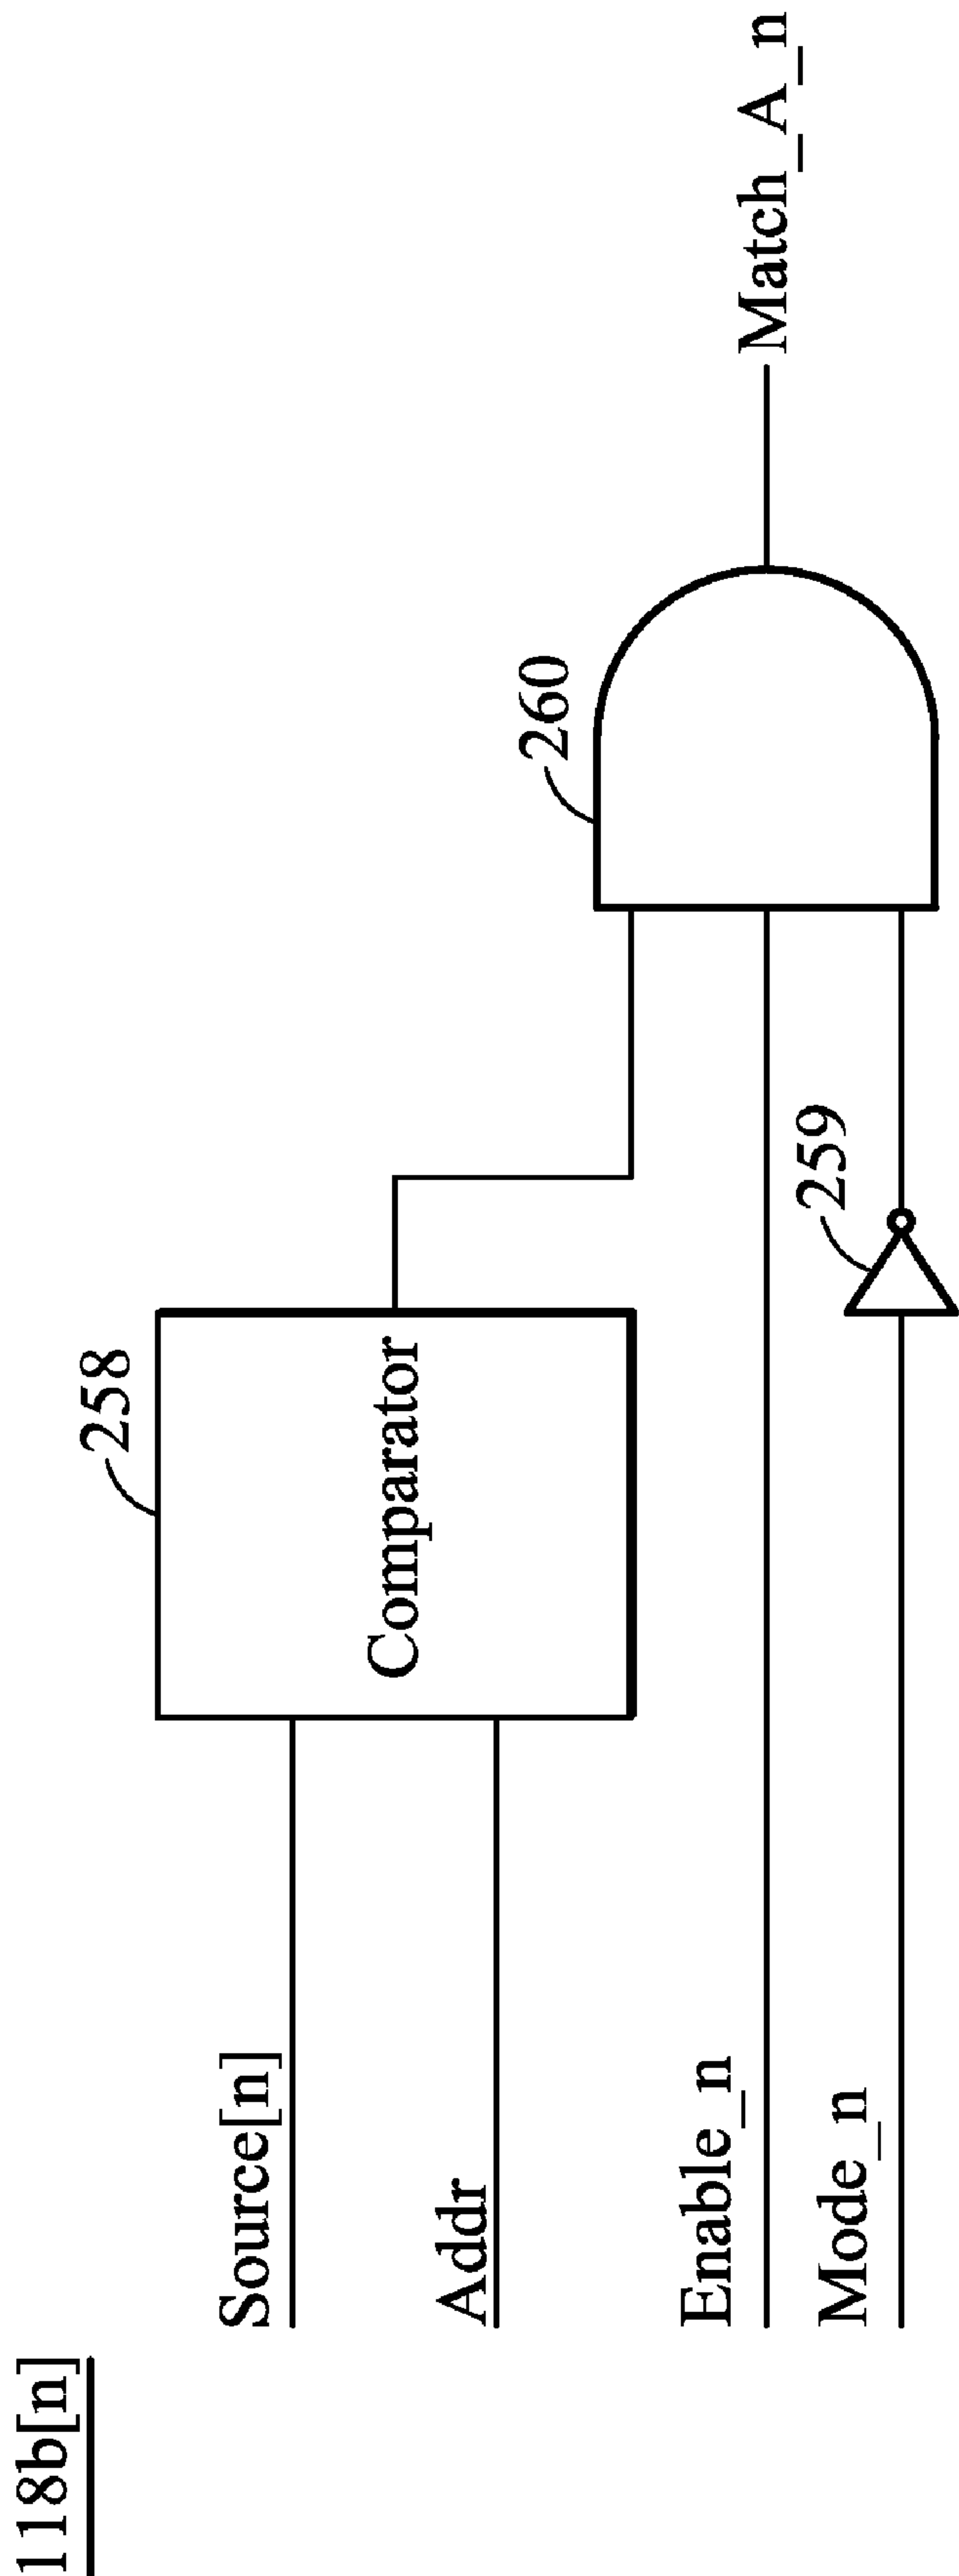 118b[n]
258
Source[n]
Comparator
Addr
260
Match_A_n
Enable_n
259
Mode_n